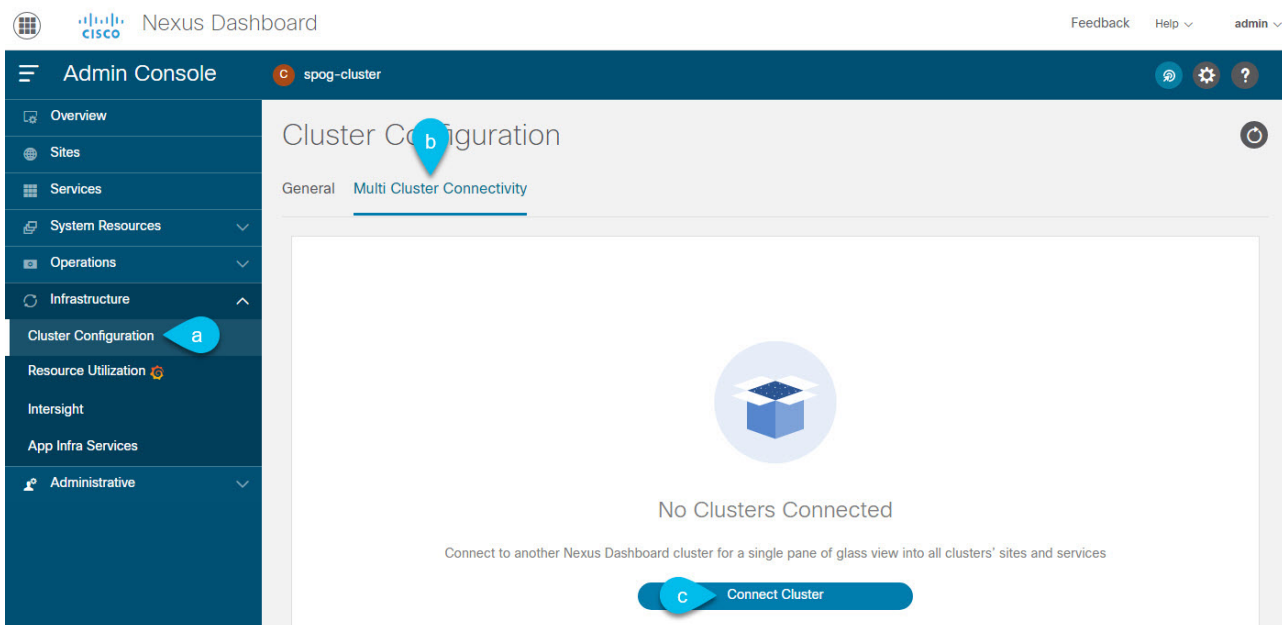 cisco Nexus Dashboard Feedback Help admin
Admin Console C spog-cluster ?
Overview
Sites
Services
System Resources
Operations
Infrastructure
Cluster Configuration a
Resource Utilization
Intersight
App Infra Services
Administrative
Cluster Configuration
b
General Multi Cluster Connectivity
No Clusters Connected
Connect to another Nexus Dashboard cluster for a single pane of glass view into all clusters' sites and services
c Connect Cluster